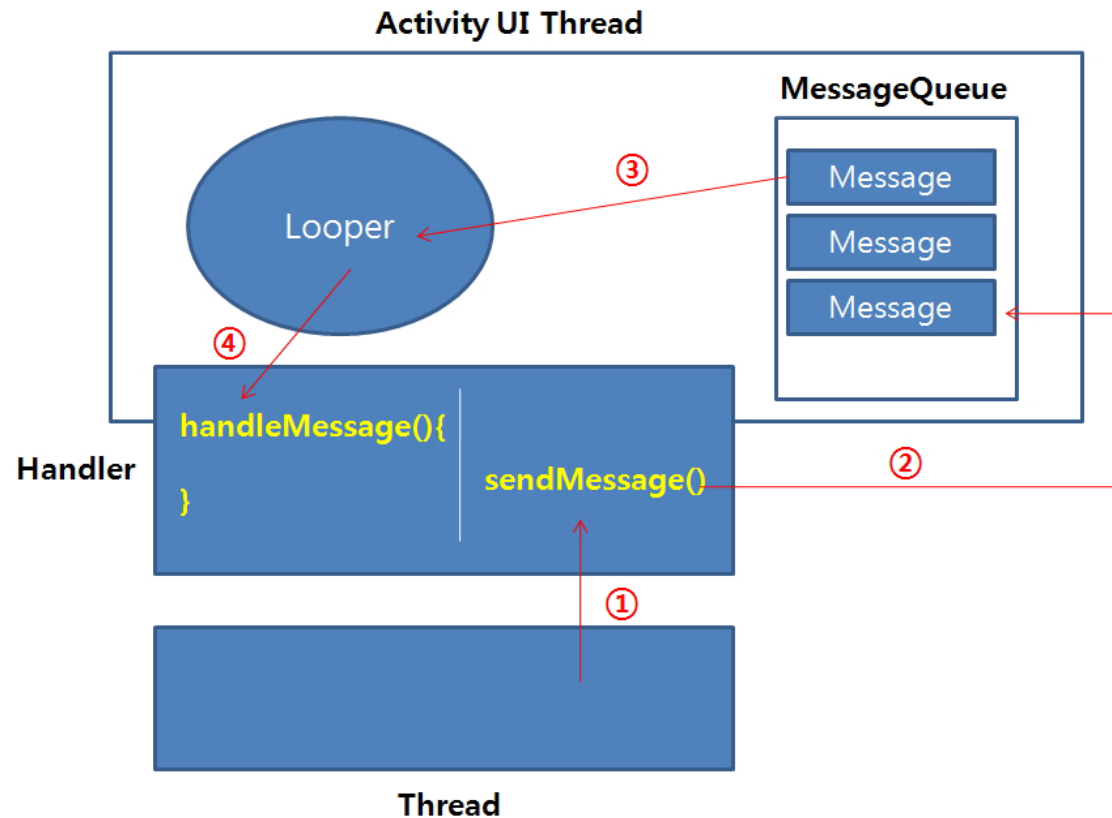 Activity UI Thread
MessageQueue
Message
③
Looper
Message
Message
④
handleMessage(){
Handler
sendMessage()
②
}
①
Thread